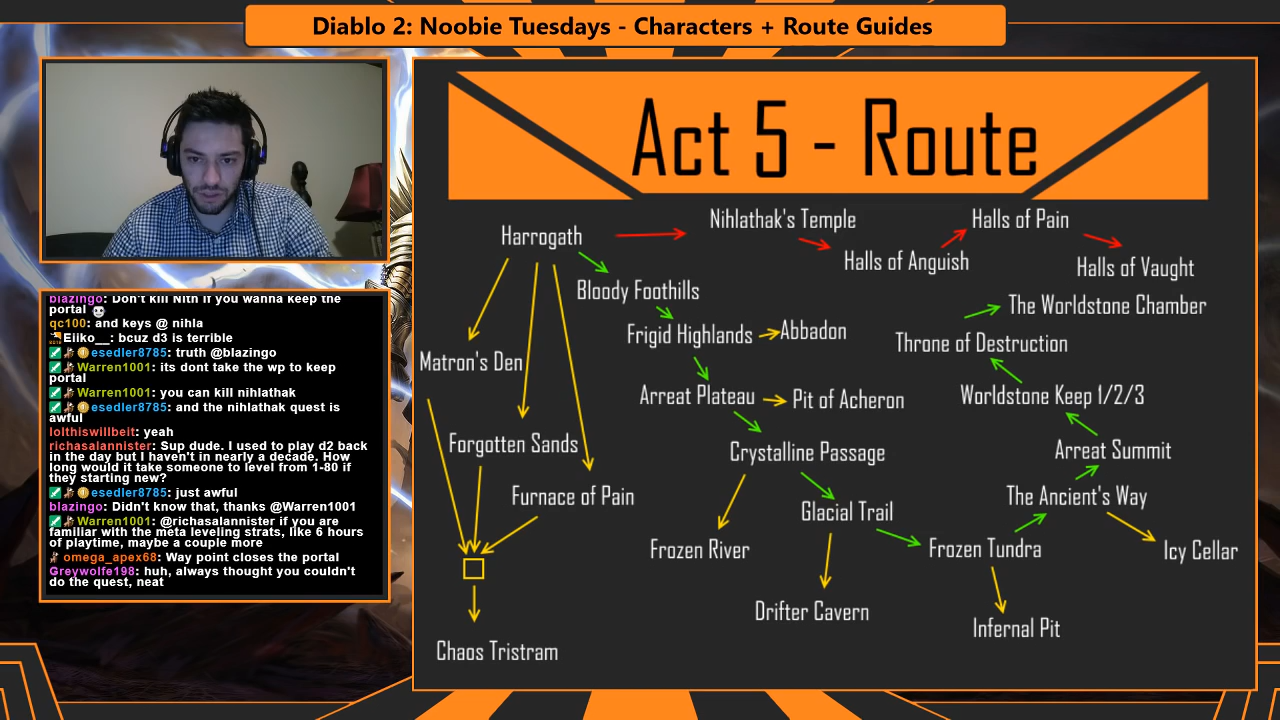 Diablo 2: Noobie Tuesdays - Characters + Route Guides
Act 5 - Route
Harrogath
Nihlathak's Temple
Halls of Pain
Halls of Anguish
Halls of Vaught
Bloody Foothills
The Worldstone Chamber
Frigid Highlands
Abbadon
Throne of Destruction
Matron's Den
Arreat Plateau
Pit of Acheron
Worldstone Keep 1/2/3
Forgotten Sands
Crystalline Passage
Arreat Summit
Furnace of Pain
Glacial Trail
The Ancient's Way
Frozen River
Frozen Tundra
Icy Cellar
Drifter Cavern
Infernal Pit
Chaos Tristram
blazingo: Don't kill Nith if you wanna keep the
portal
qc100: and keys @ nihla
Eiiko__: bcuz d3 is terrible
esedler8785: truth @blazingo
Warren1001: its dont take the wp to keep
portal
Warren1001: you can kill nihlathak
esedler8785: and the nihlathak quest is
awful
lolthiswillbeit: yeah
richasalannister: Sup dude. I used to play d2 back
in the day but I haven't in nearly a decade. How
long would it take someone to level from 1-80 if
they starting new?
esedler8785: just awful
blazingo: Didn't know that, thanks @Warren1001
Warren1001: @richasalannister if you are
familiar with the meta leveling strats, like 6 hours
of playtime, maybe a couple more
omega_apex68: Way point closes the portal
Greywolfe198: huh, always thought you couldn't
do the quest, neat